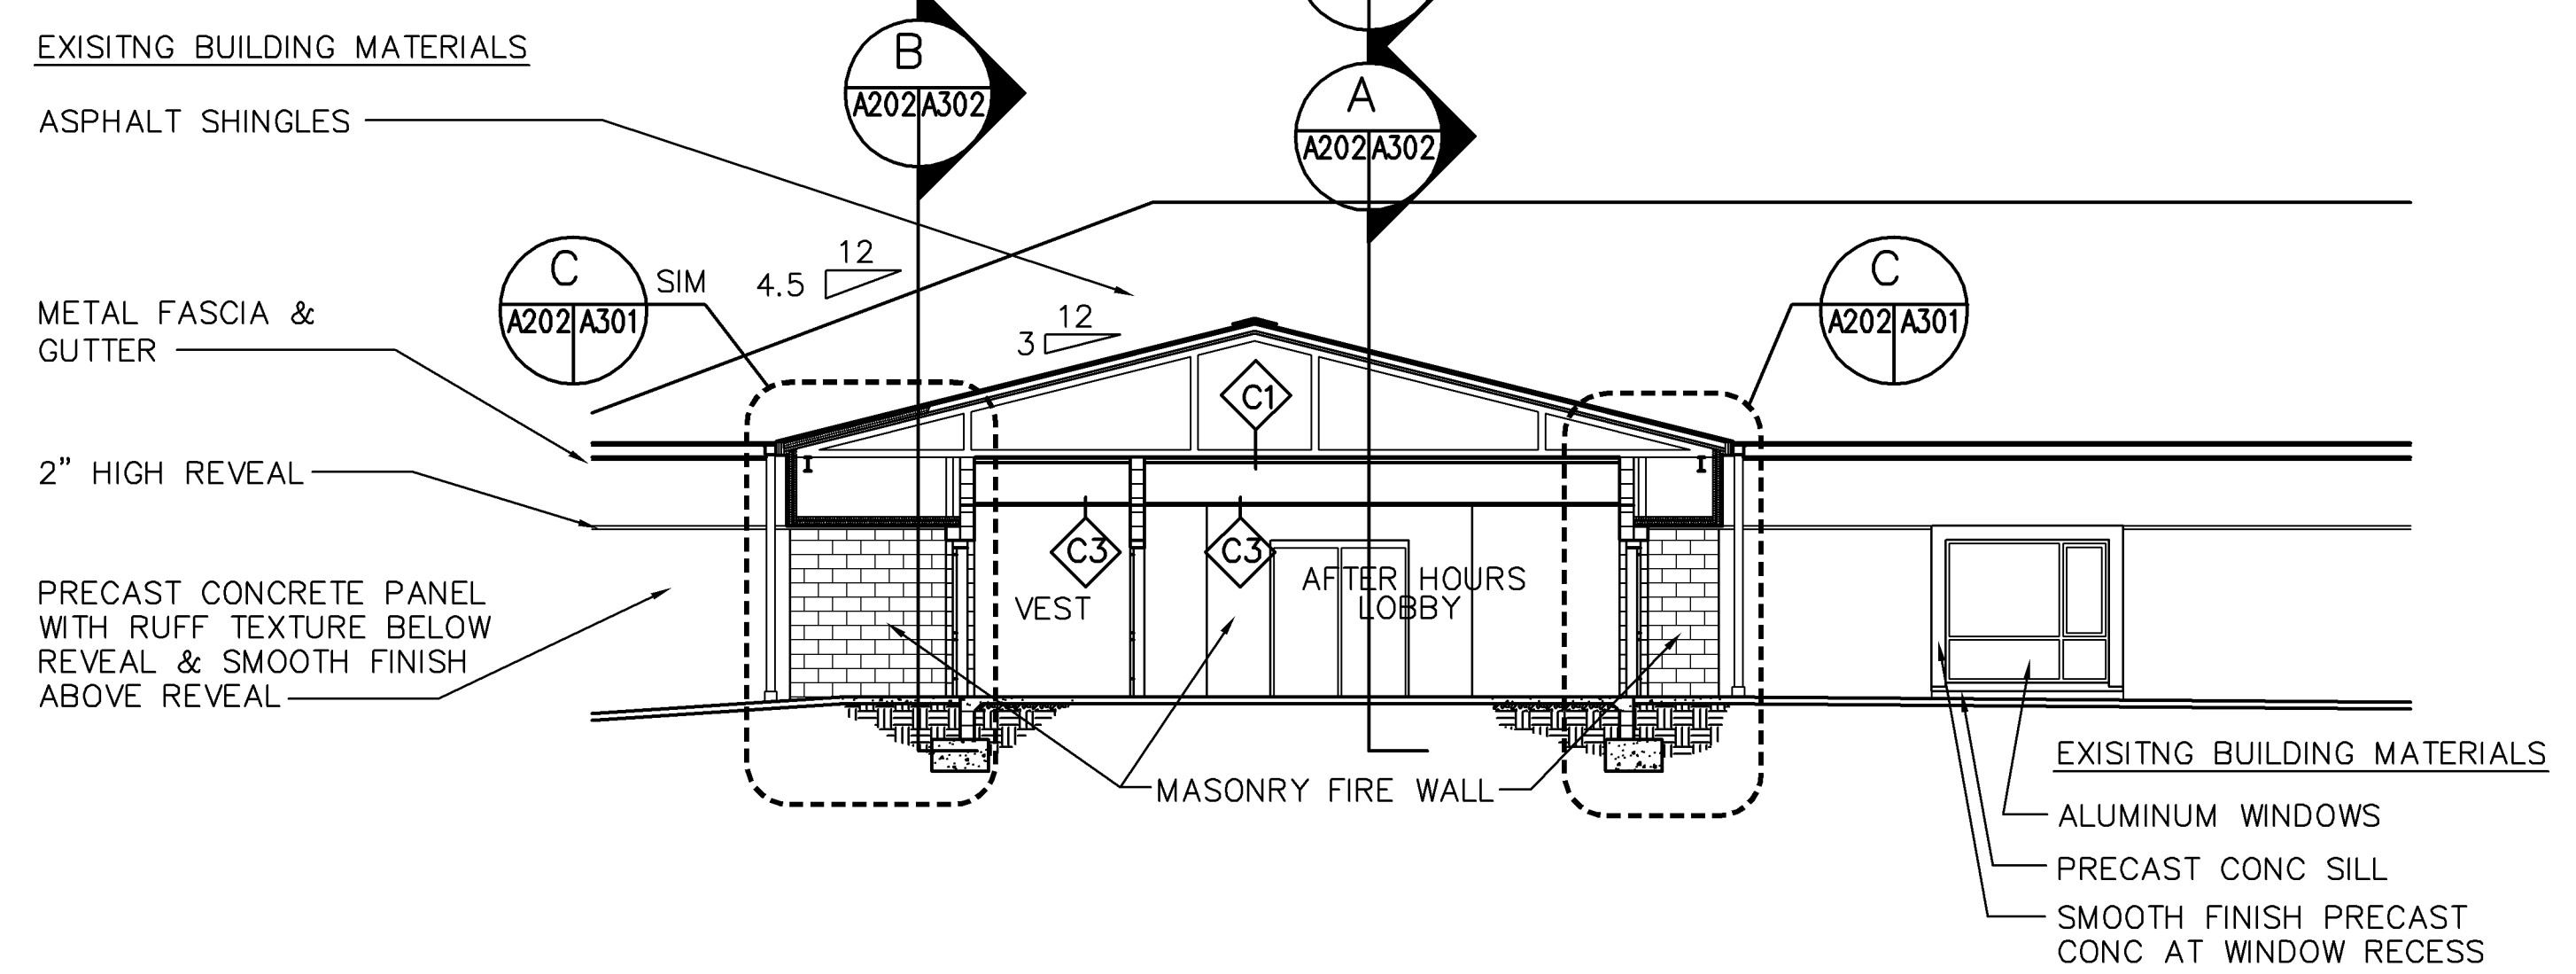 EXISITNG BUILDING MATERIALS
ASPHALT SHINGLES
B
A202 A302
A
A202 A302
C
A202 A301
SIM
12
4.5
12
3
C
A202 A301
METAL FASCIA &
GUTTER
2” HIGH REVEAL
PRECAST CONCRETE PANEL
WITH RUFF TEXTURE BELOW
REVEAL & SMOOTH FINISH
ABOVE REVEAL
C1
C3
C3
VEST
AFTER HOURS
LOBBY
MASONRY FIRE WALL
EXISITNG BUILDING MATERIALS
ALUMINUM WINDOWS
PRECAST CONC SILL
SMOOTH FINISH PRECAST
CONC AT WINDOW RECESS